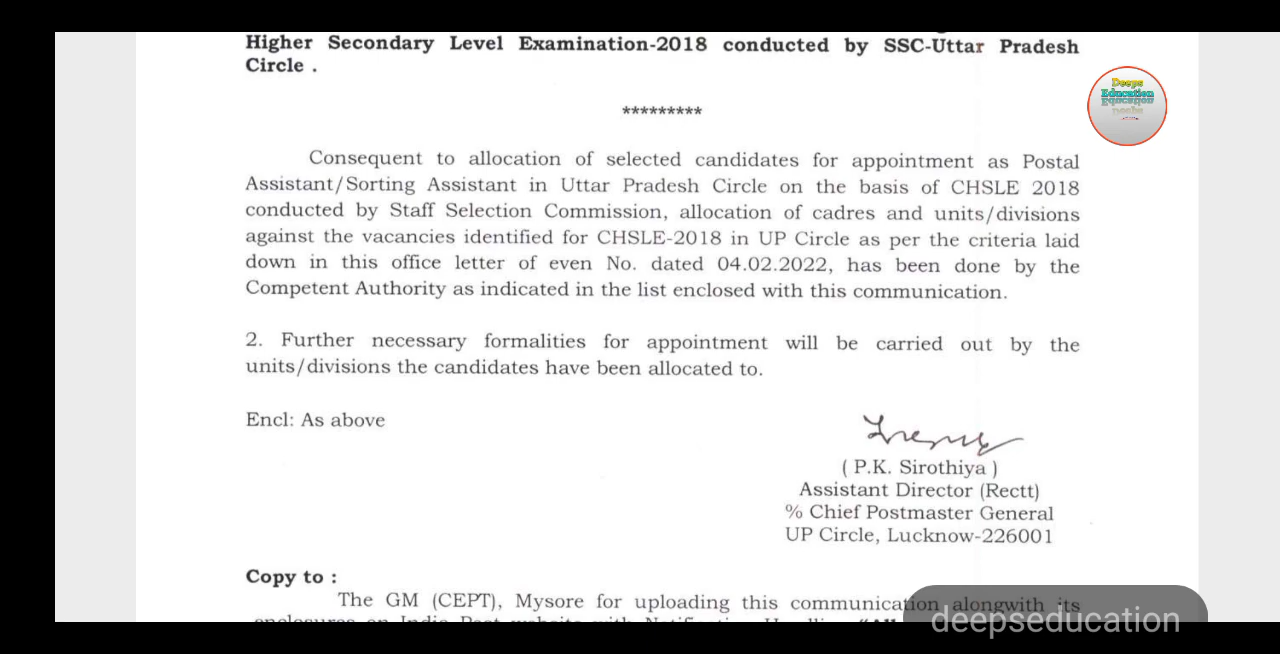 Higher Secondary Level Examination-2018 conducted by SSC-Uttar Pradesh
Circle .
Deeps
Education
*********
Consequent to allocation of selected candidates for appointment as Postal
Assistant/Sorting Assistant in Uttar Pradesh Circle on the basis of CHSLE 2018
conducted by Staff Selection Commission, allocation of cadres and units/divisions
against the vacancies identified for CHSLE-2018 in UP Circle as per the criteria laid
down in this office letter of even No. dated 04.02.2022, has been done by the
Competent Authority as indicated in the list enclosed with this communication.
2. Further necessary formalities for appointment will be carried out by the
units/divisions the candidates have been allocated to.
Encl: As above
( P.K. Sirothiya )
Assistant Director (Rectt)
% Chief Postmaster General
UP Circle, Lucknow-226001
Copy to :
The GM (CEPT), Mysore for uploading this communication alongwith its
deepseducation